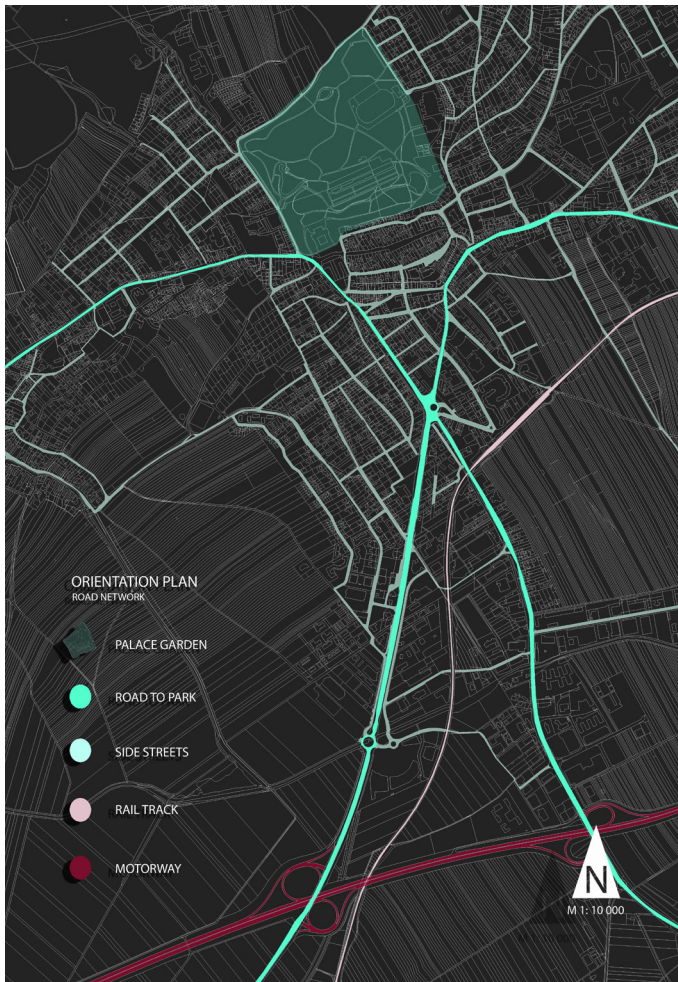 ORIENTATION PLAN
ROAD NETWORK
PALACE GARDEN
ROAD TO PARK
SIDE STREETS
RAIL TRACK
MOTORWAY
N
M 1: 10 000